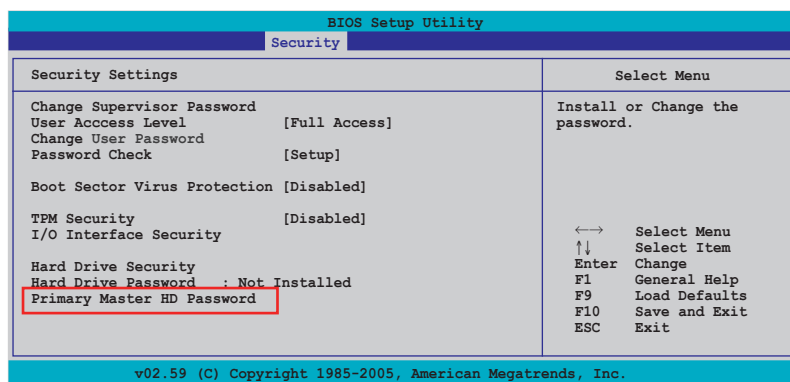 BIOS Setup Utility
Security
Security Settings
Change Supervisor Password
User Acccess Level [Full Access]
Change User Password
Password Check [Setup]
Boot Sector Virus Protection [Disabled]
TPM Security [Disabled]
I/O Interface Security
Hard Drive Security
Hard Drive Password : Not Installed
Primary Master HD Password
Select Menu
Install or Change the
password.
←→ Select Menu
↑↓ Select Item
Enter Change
F1 General Help
F9 Load Defaults
F10 Save and Exit
ESC Exit
v02.59 (C) Copyright 1985-2005, American Megatrends, Inc.